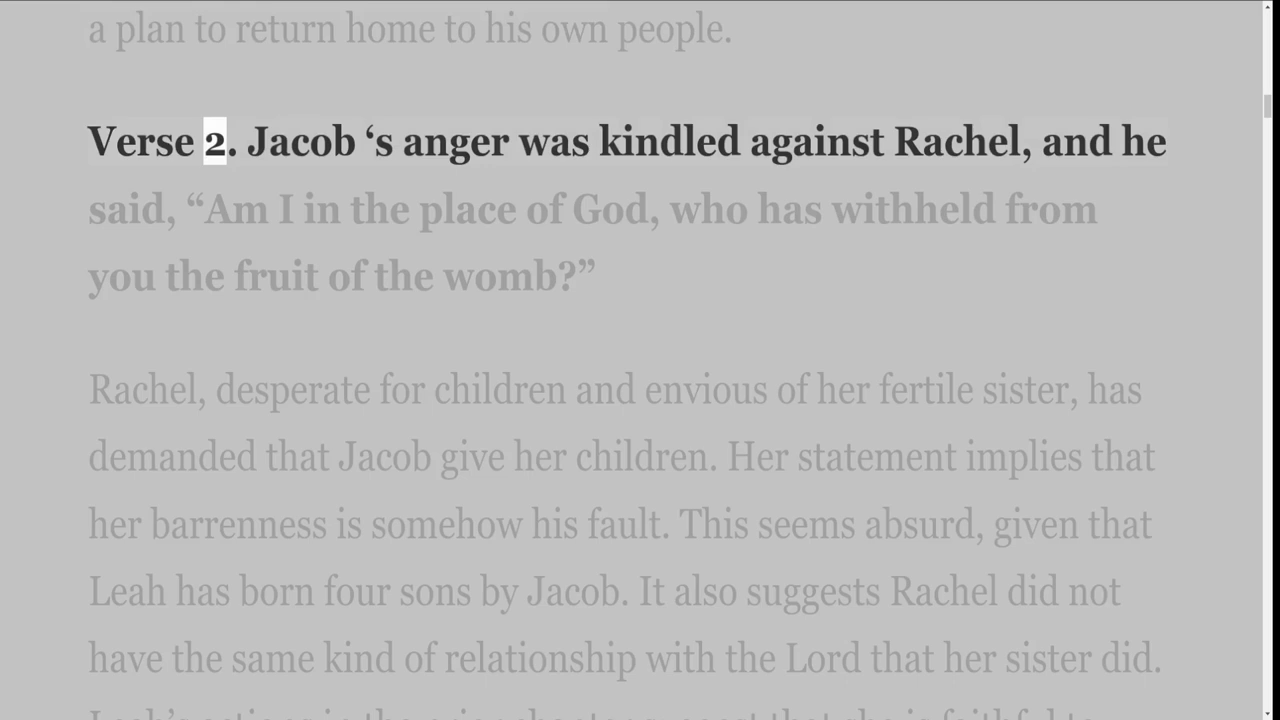 a plan to return home to his own people.
Verse 2. Jacob ‘s anger was kindled against Rachel, and he
said, “Am I in the place of God, who has withheld from
you the fruit of the womb?”
Rachel, desperate for children and envious of her fertile sister, has
demanded that Jacob give her children. Her statement implies that
her barrenness is somehow his fault. This seems absurd, given that
Leah has born four sons by Jacob. It also suggests Rachel did not
have the same kind of relationship with the Lord that her sister did.